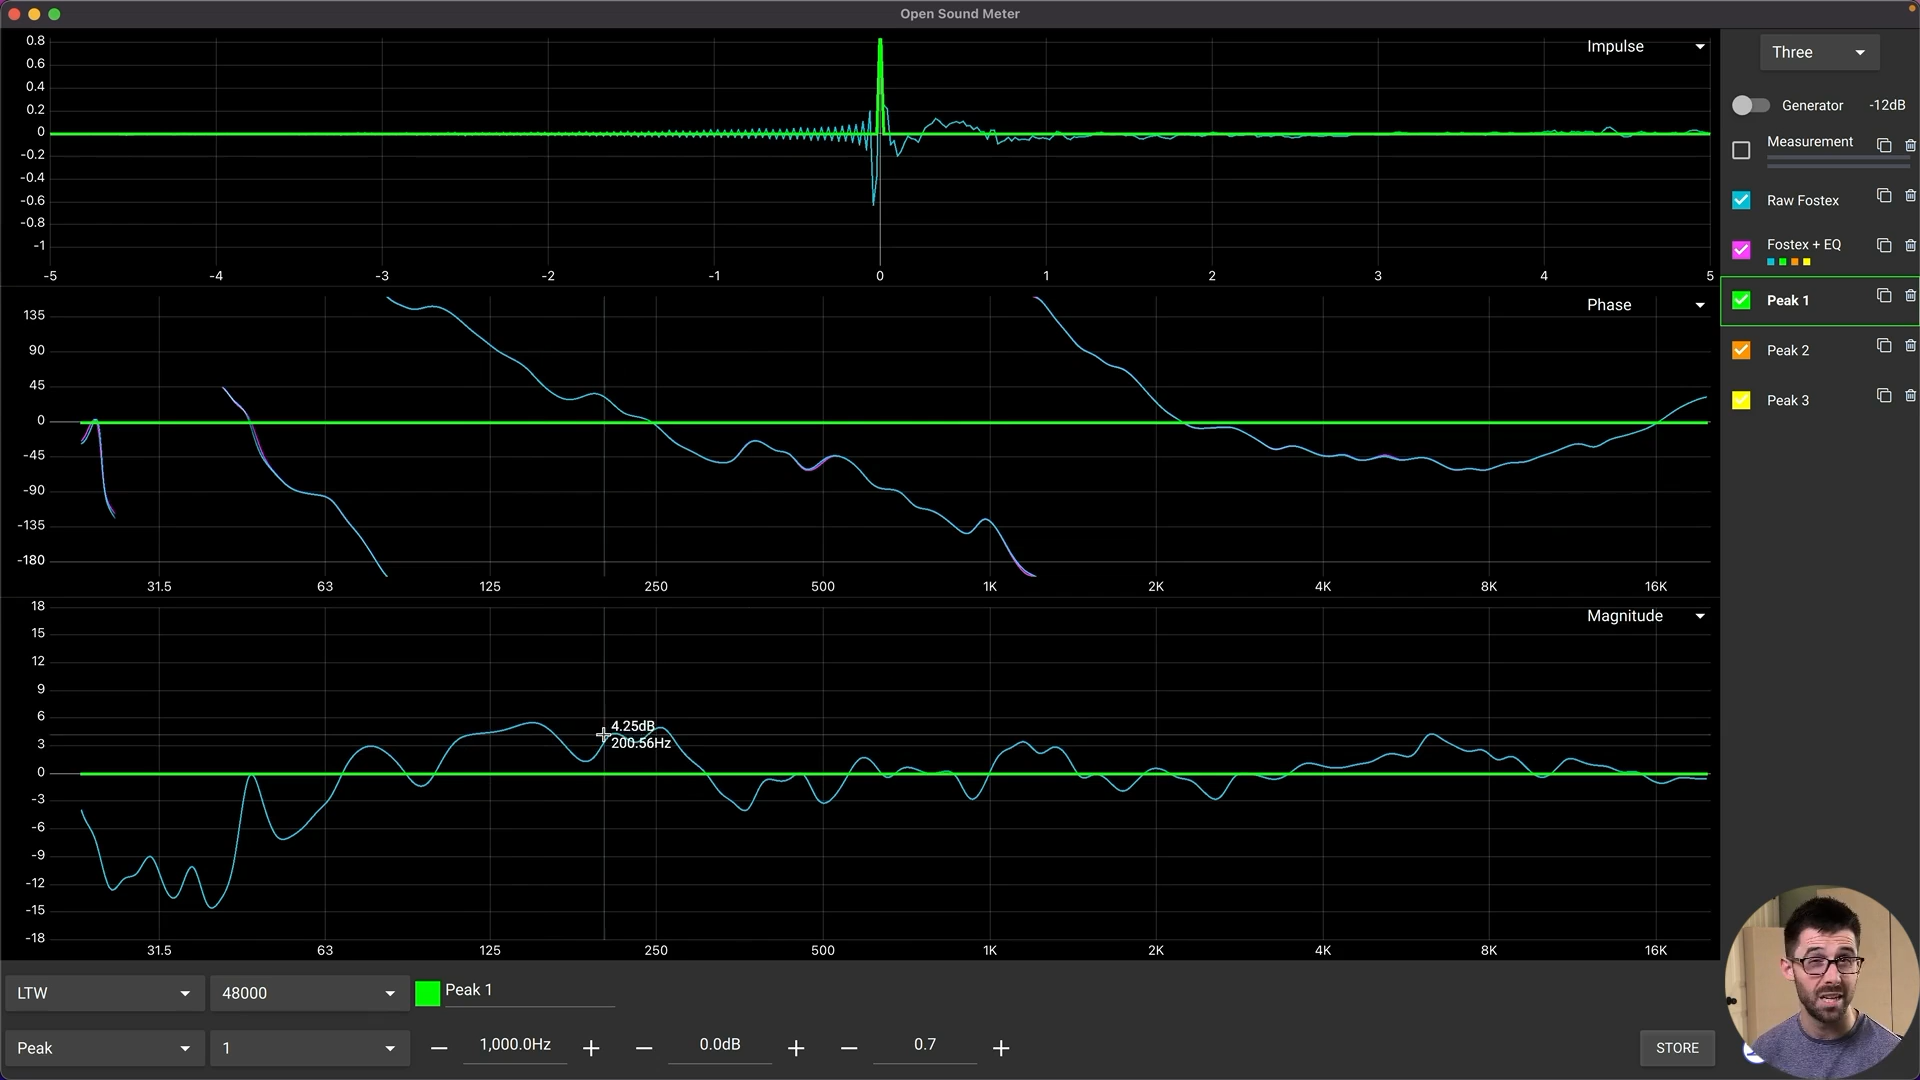 Open Sound Meter
Impulse
0.8
0.6
0.4
0.2
0
-0.2
-0.4
-0.6
-0.8
-1
-5 -4 -3 -2 -1 0 1 2 3 4 5
Phase
135
90
45
0
-45
-90
-135
-180
31.5 63 125 250 500 1K 2K 4K 8K 16K
Magnitude
18
15
12
9
6
3
0
-3
-6
-9
-12
-15
-18
4.25dB
200.56Hz
31.5 63 125 250 500 1K 2K 4K 8K 16K
Three
Generator -12dB
Measurement
Raw Fostex
Fostex + EQ
Peak 1
Peak 2
Peak 3
LTW 48000 Peak 1
Peak 1 1,000.0Hz 0.0dB 0.7 STORE